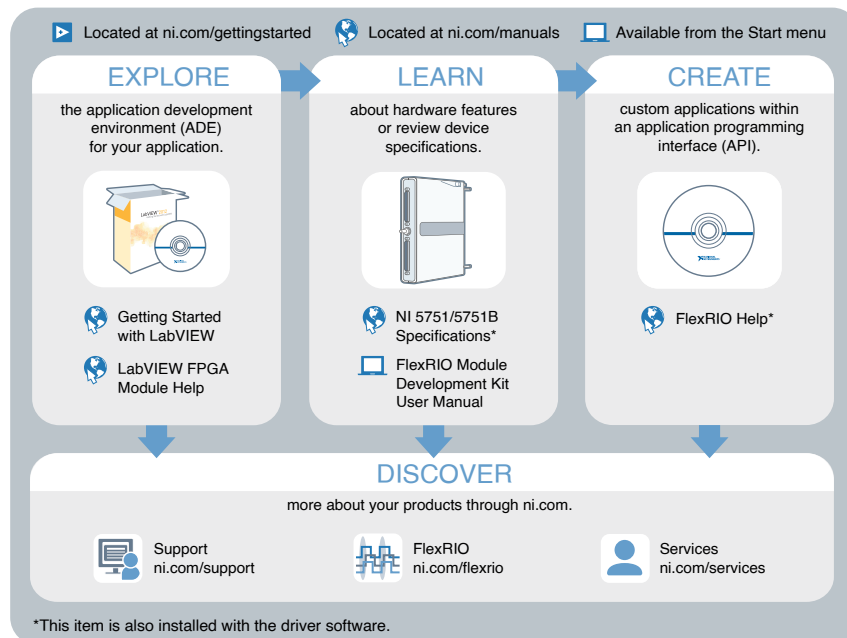 Located at ni.com/gettingstarted
Located at ni.com/manuals
Available from the Start menu
EXPLORE
the application development
environment (ADE)
for your application.
LabVIEW
Getting Started
with LabVIEW
LabVIEW FPGA
Module Help
LEARN
about hardware features
or review device
specifications.
NI 5751/5751B
Specifications*
FlexRIO Module
Development Kit
User Manual
CREATE
custom applications within
an application programming
interface (API).
FlexRIO Help*
DISCOVER
more about your products through ni.com.
Support
ni.com/support
FlexRIO
ni.com/flexrio
Services
ni.com/services
*This item is also installed with the driver software.